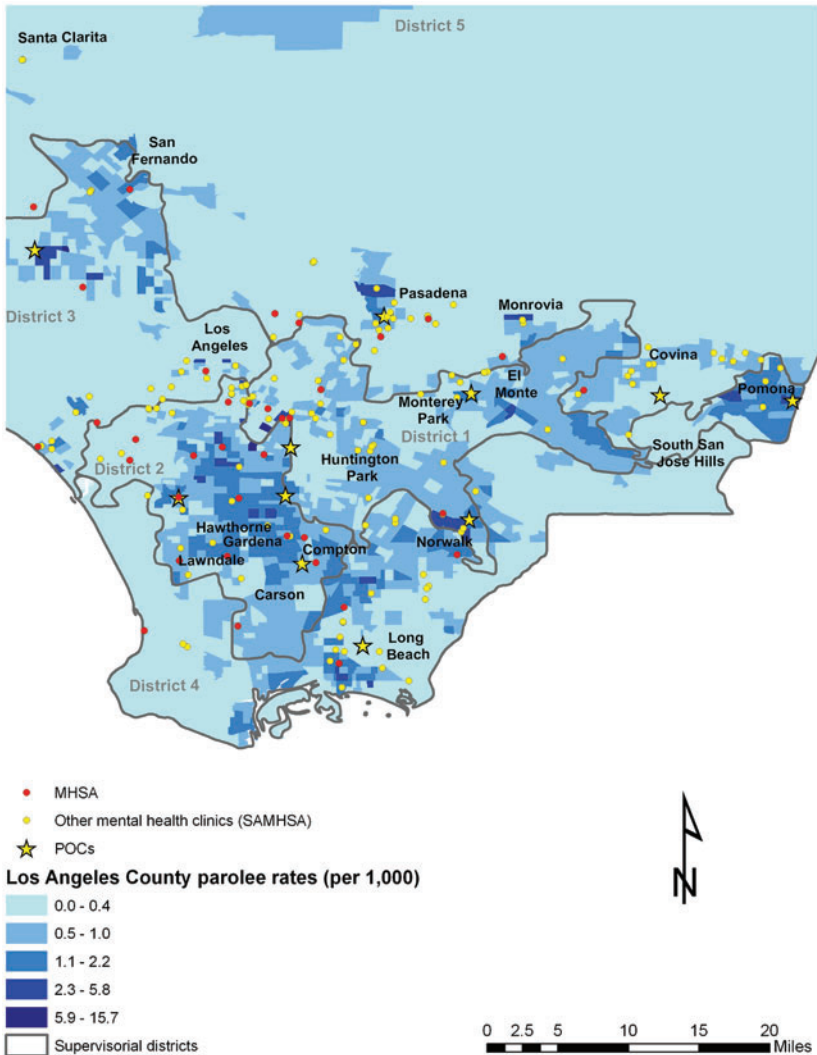 District 5
Santa Clarita
San
Fernando
Pasadena
Monrovia
District 3
Los
Angeles
Covina
El
Monte
Pomona
Monterey
Park
District 1
South San
Jose Hills
District 2
Huntington
Park
Hawthorne
Gardena
Norwalk
Compton
Lawndale
Carson
Long
Beach
District 4
MHSA
Other mental health clinics (SAMHSA)
POCs
N
Los Angeles County parolee rates (per 1,000)
0.0 - 0.4
0.5 - 1.0
1.1 - 2.2
2.3 - 5.8
5.9 - 15.7
Supervisorial districts
0 2.5 5 10 15 20
Miles